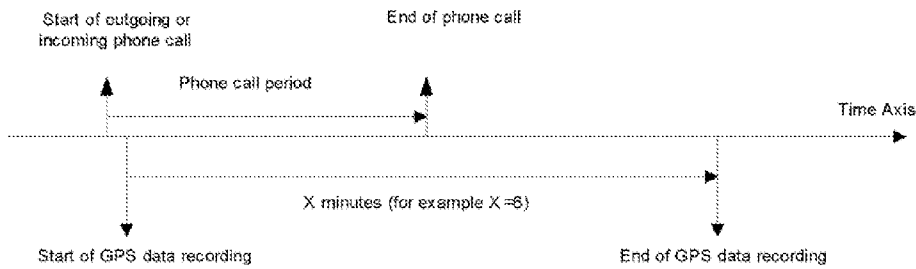 Start of outgoing or
incoming phone call
End of phone call
Phone call period
Time Axis
X minutes (for example X =6)
Start of GPS data recording
End of GPS data recording